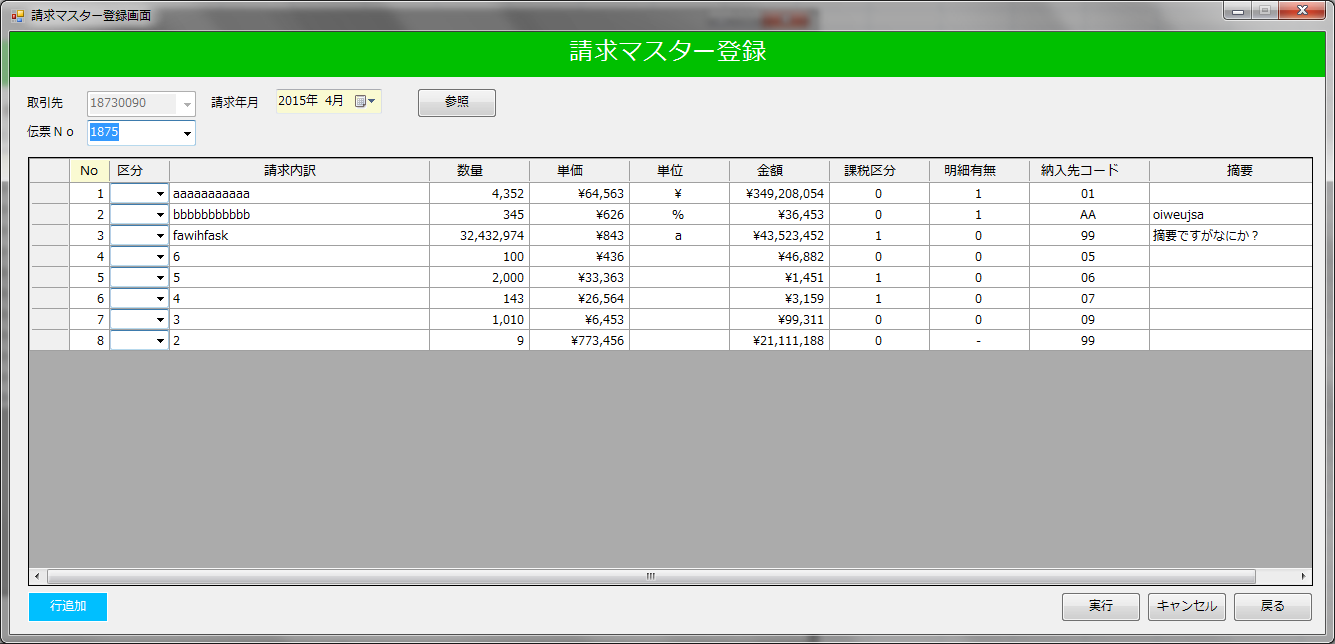 請求マスター登録画面
請求マスター登録
取引先 18730090 請求年月 2015年 4月 参照
伝票Ｎｏ 1875
No 区分 請求内訳 数量 単価 単位 金額 課税区分 明細有無 納入先コード 摘要
1 aaaaaaaaaaa 4,352 ¥64,563 ¥ ¥349,208,054 0 1 01
2 bbbbbbbbbbb 345 ¥626 % ¥36,453 0 1 AA oiweujsa
3 fawihfask 32,432,974 ¥843 a ¥43,523,452 1 0 99 摘要ですがなにか？
4 6 100 ¥436 ¥46,882 0 0 05
5 5 2,000 ¥33,363 ¥1,451 1 0 06
6 4 143 ¥26,564 ¥3,159 1 0 07
7 3 1,010 ¥6,453 ¥99,311 0 0 09
8 2 9 ¥773,456 ¥21,111,188 0 - 99
行追加 実行 キャンセル 戻る